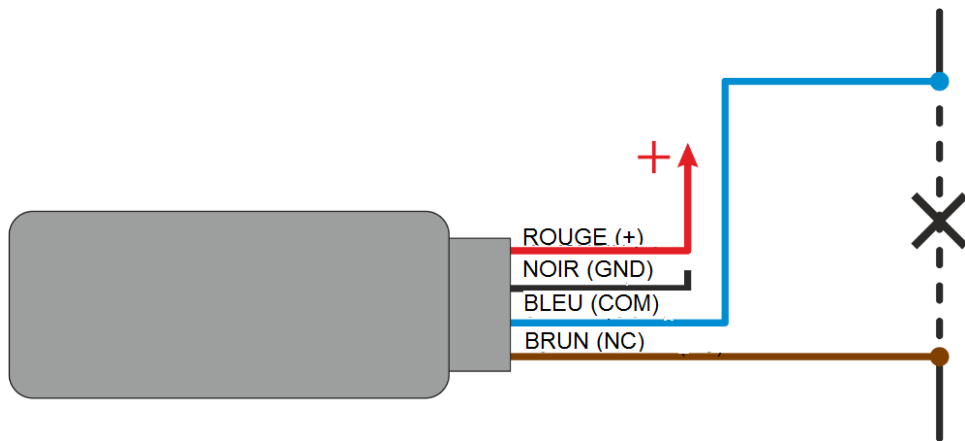 +
ROUGE (+)
NOIR (GND)
BLEU (COM)
BRUN (NC)